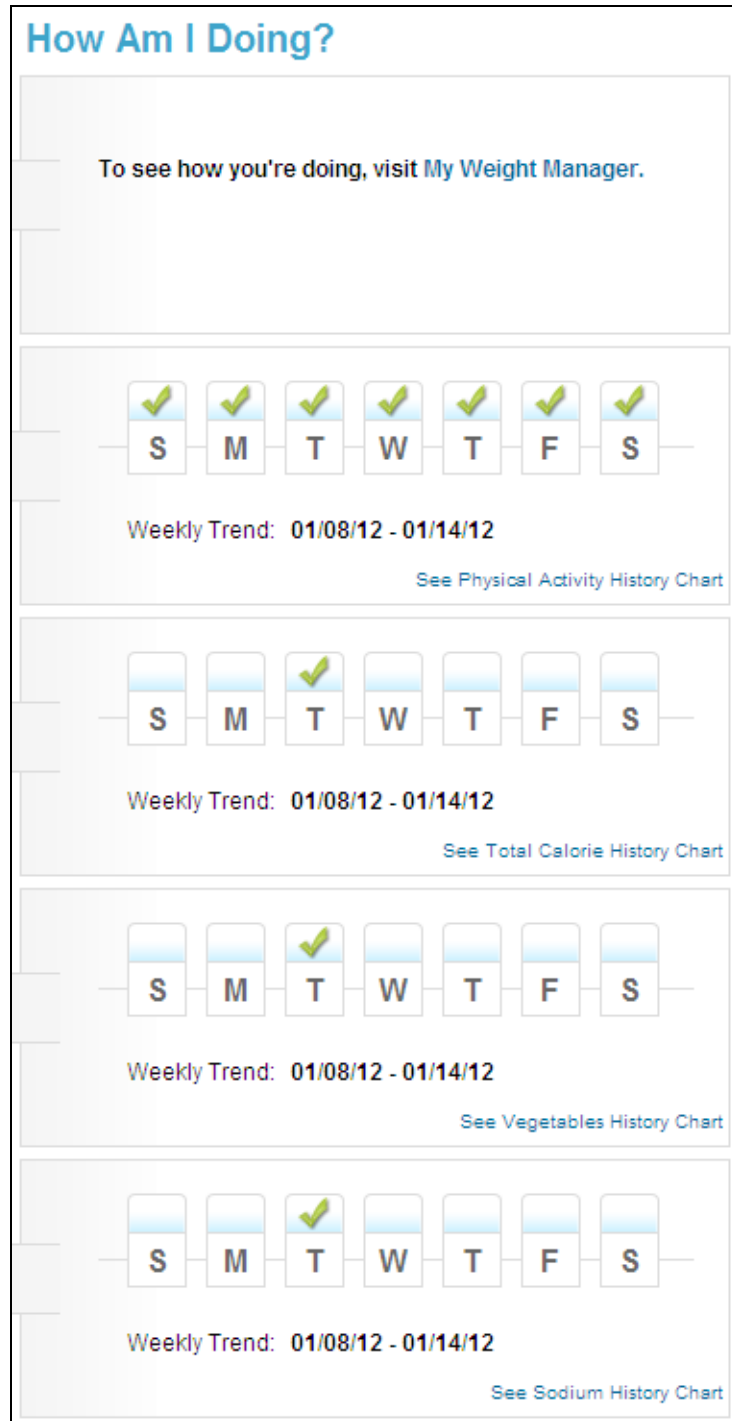 How Am I Doing?
To see how you're doing, visit My Weight Manager.
S M T W T F S
Weekly Trend: 01/08/12 - 01/14/12
See Physical Activity History Chart
S M T W T F S
Weekly Trend: 01/08/12 - 01/14/12
See Total Calorie History Chart
S M T W T F S
Weekly Trend: 01/08/12 - 01/14/12
See Vegetables History Chart
S M T W T F S
Weekly Trend: 01/08/12 - 01/14/12
See Sodium History Chart